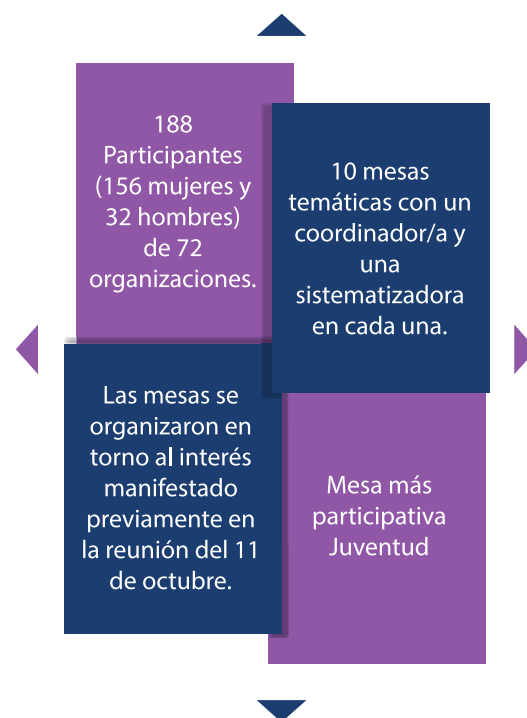 188
Participantes
(156 mujeres y
32 hombres)
de 72
organizaciones.
10 mesas
temáticas con un
coordinador/a y
una
sistematizadora
en cada una.
Las mesas se
organizaron en
torno al interés
manifestado
previamente en
la reunión del 11
de octubre.
Mesa más
participativa
Juventud